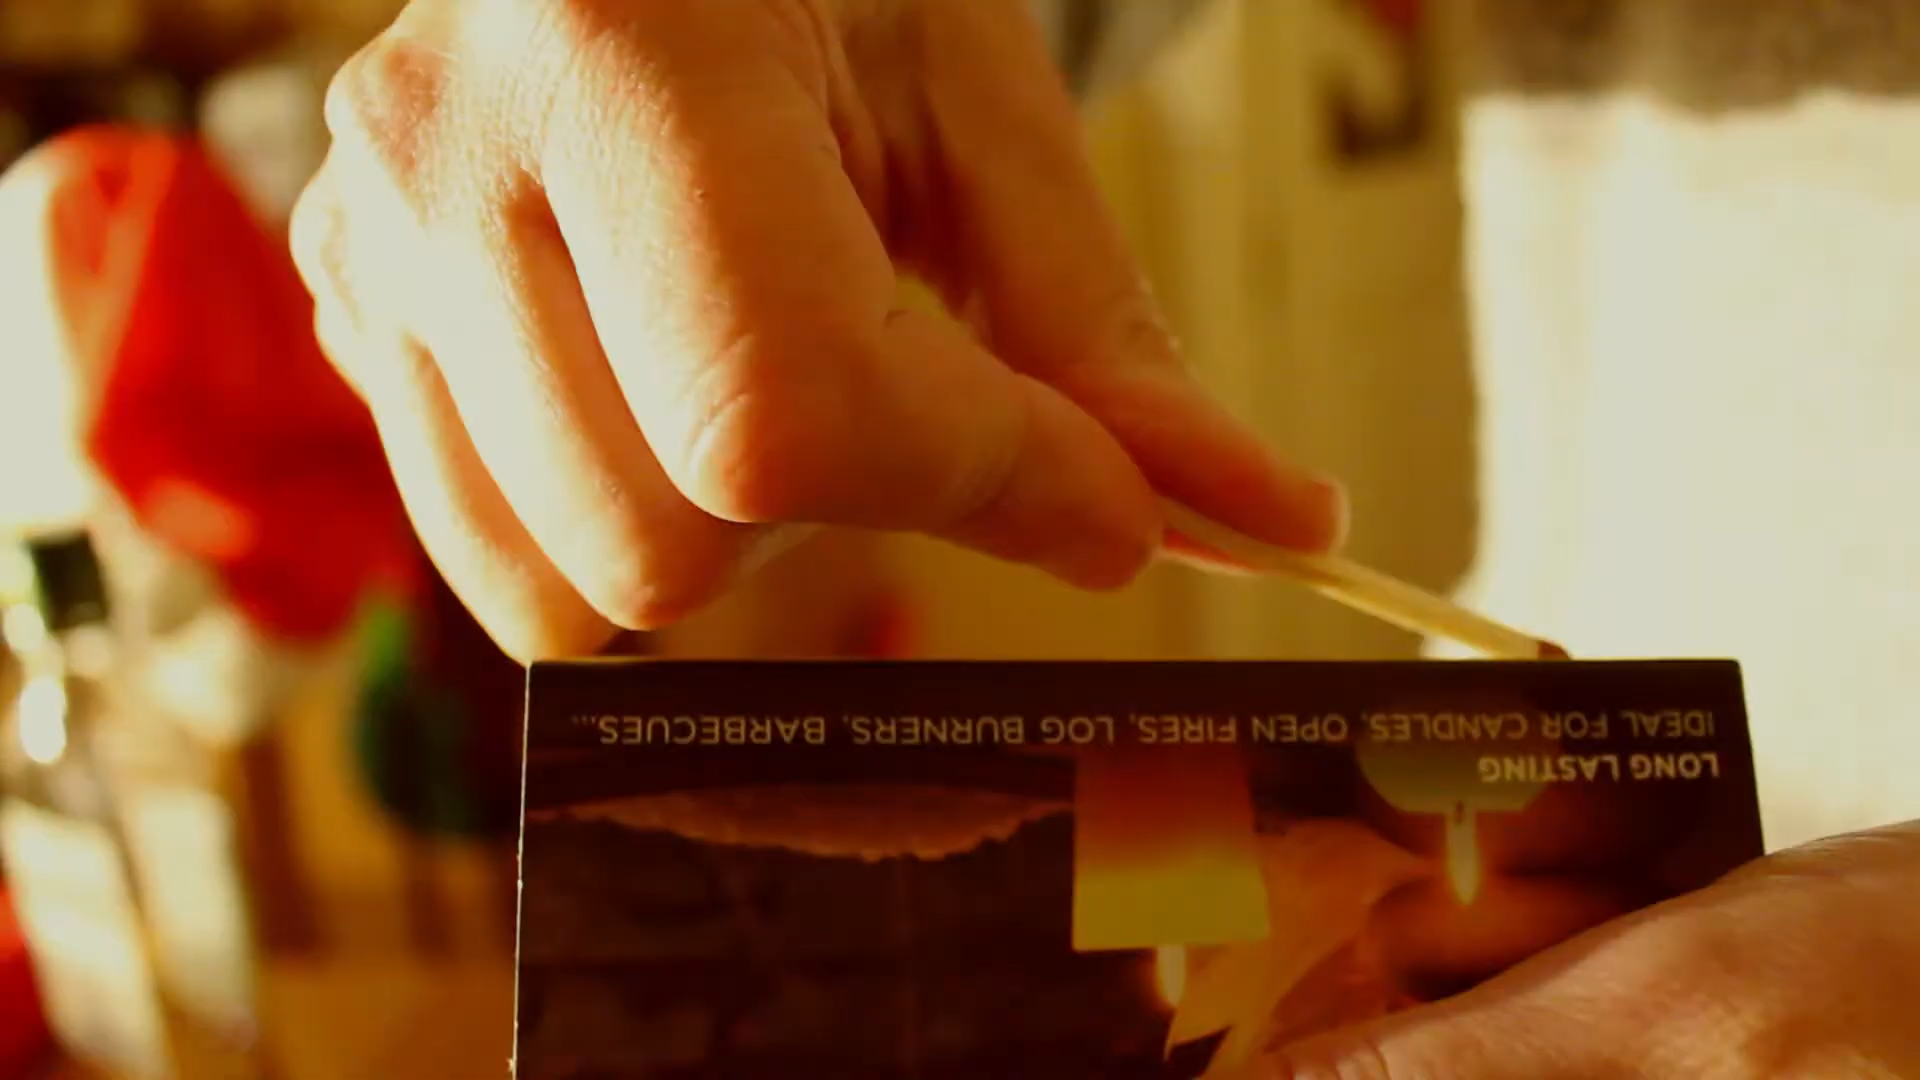 LONG LASTING
IDEAL FOR CANDLES, OPEN FIRES, LOG BURNERS, BARBECUES...